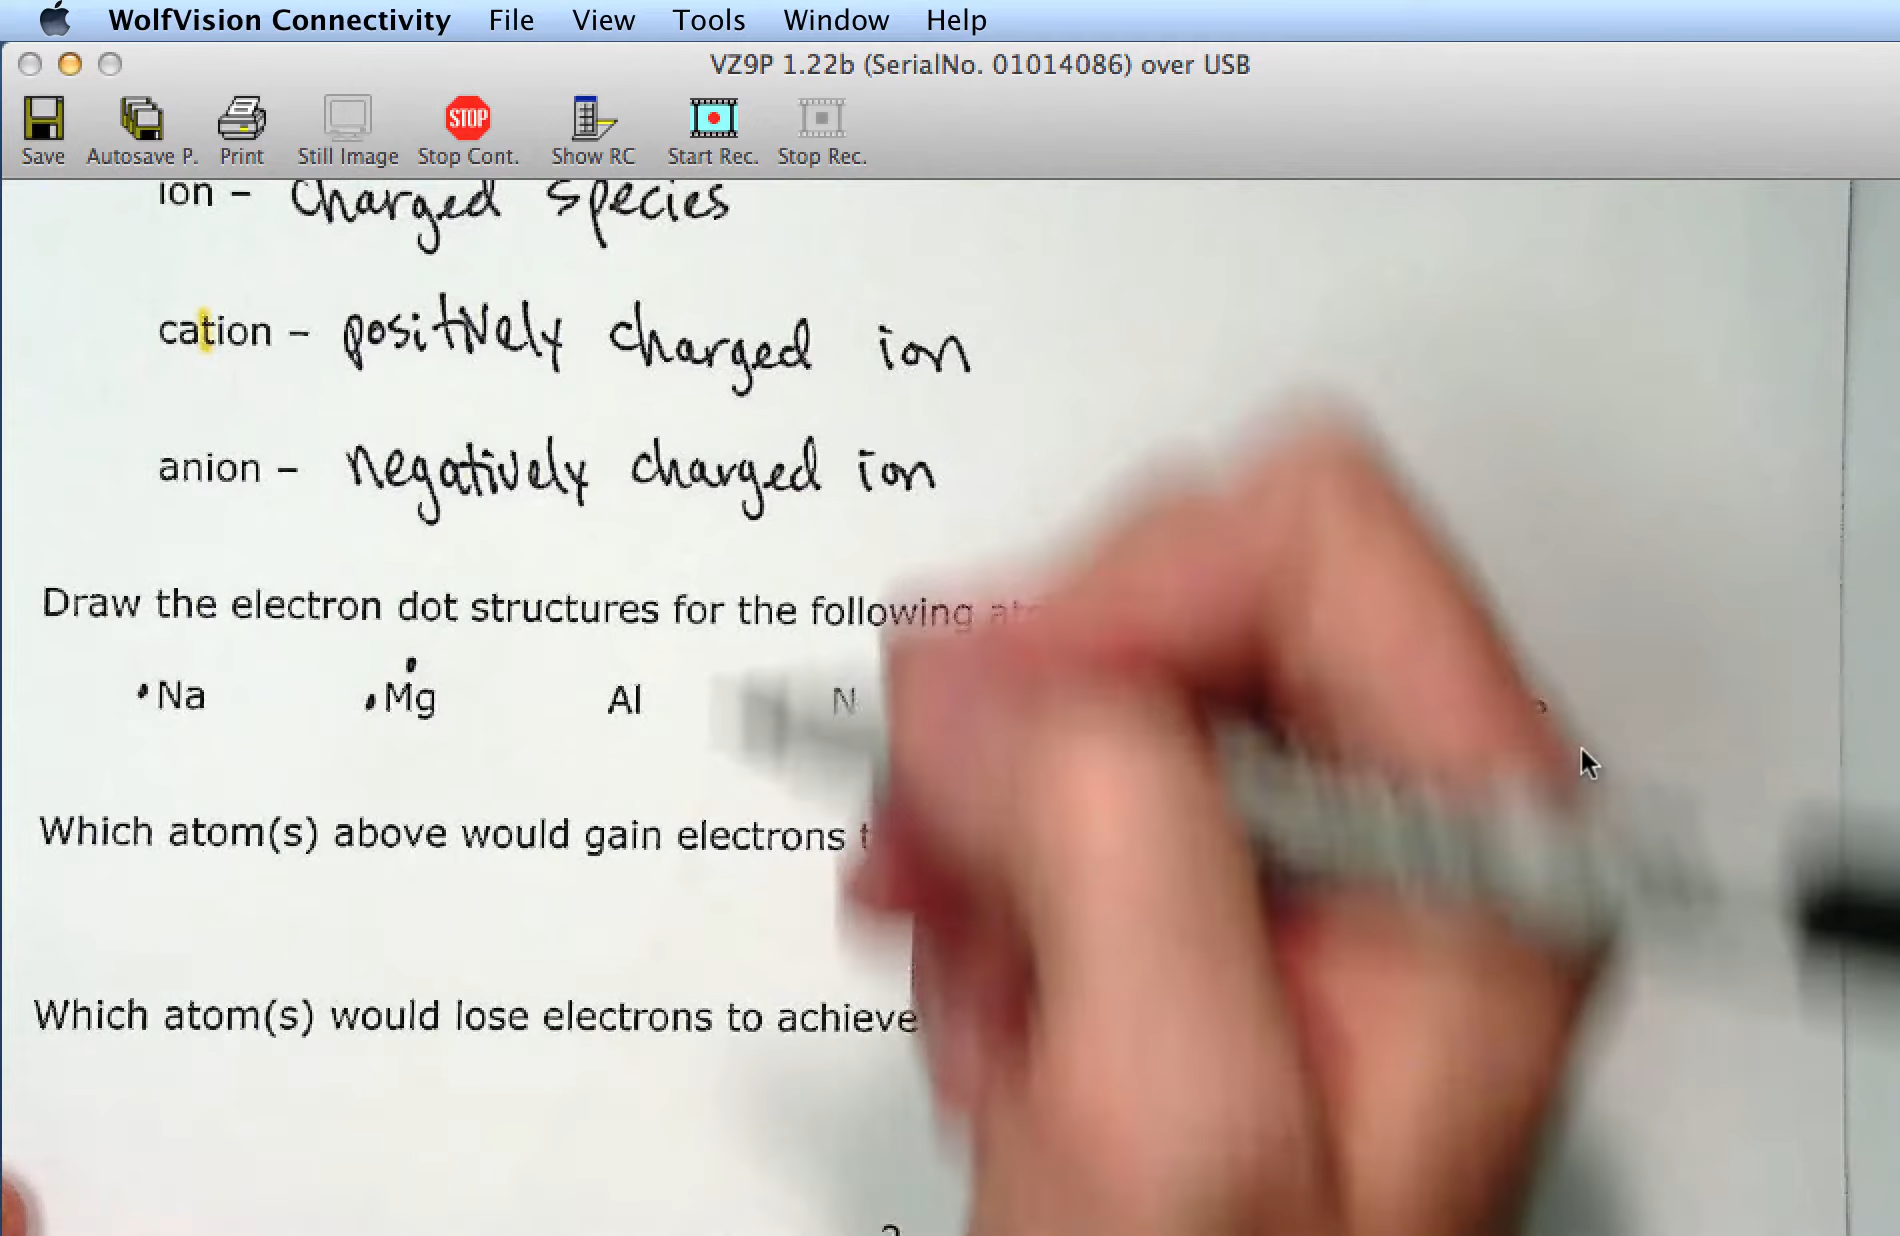 WolfVision Connectivity File View Tools Window Help
VZ9P 1.22b (SerialNo. 01014086) over USB
Save Autosave P. Print Still Image STOP Stop Cont. Show RC Start Rec. Stop Rec.
ion – Charged Species
cation – positively charged ion
anion – negatively charged ion
Draw the electron dot structures for the following
Na Mg Al N
Which atom(s) above would gain electrons
Which atom(s) would lose electrons to achieve